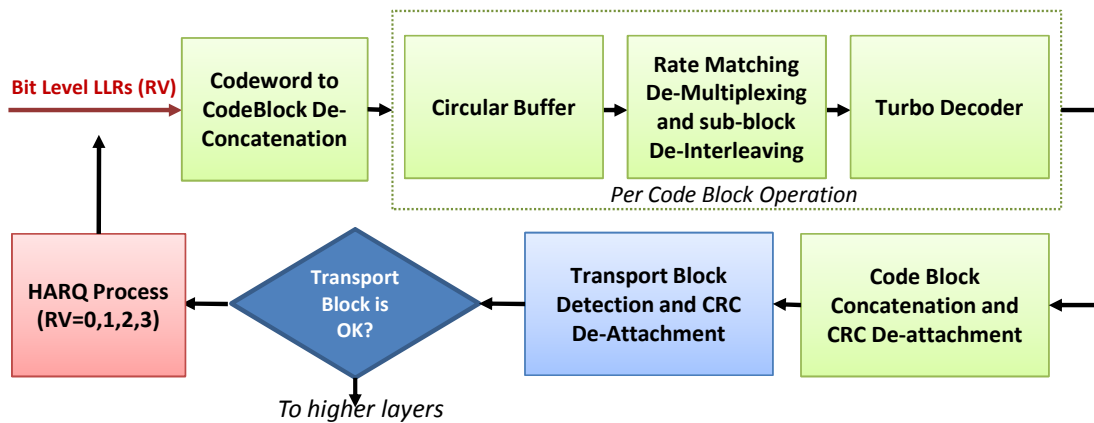 Bit Level LLRs (RV)
Codeword to
CodeBlock De-
Concatenation
Circular Buffer
Rate Matching
De-Multiplexing
and sub-block
De-Interleaving
Turbo Decoder
Per Code Block Operation
HARQ Process
(RV=0,1,2,3)
Transport
Block is
OK?
Transport Block
Detection and CRC
De-Attachment
Code Block
Concatenation and
CRC De-attachment
To higher layers